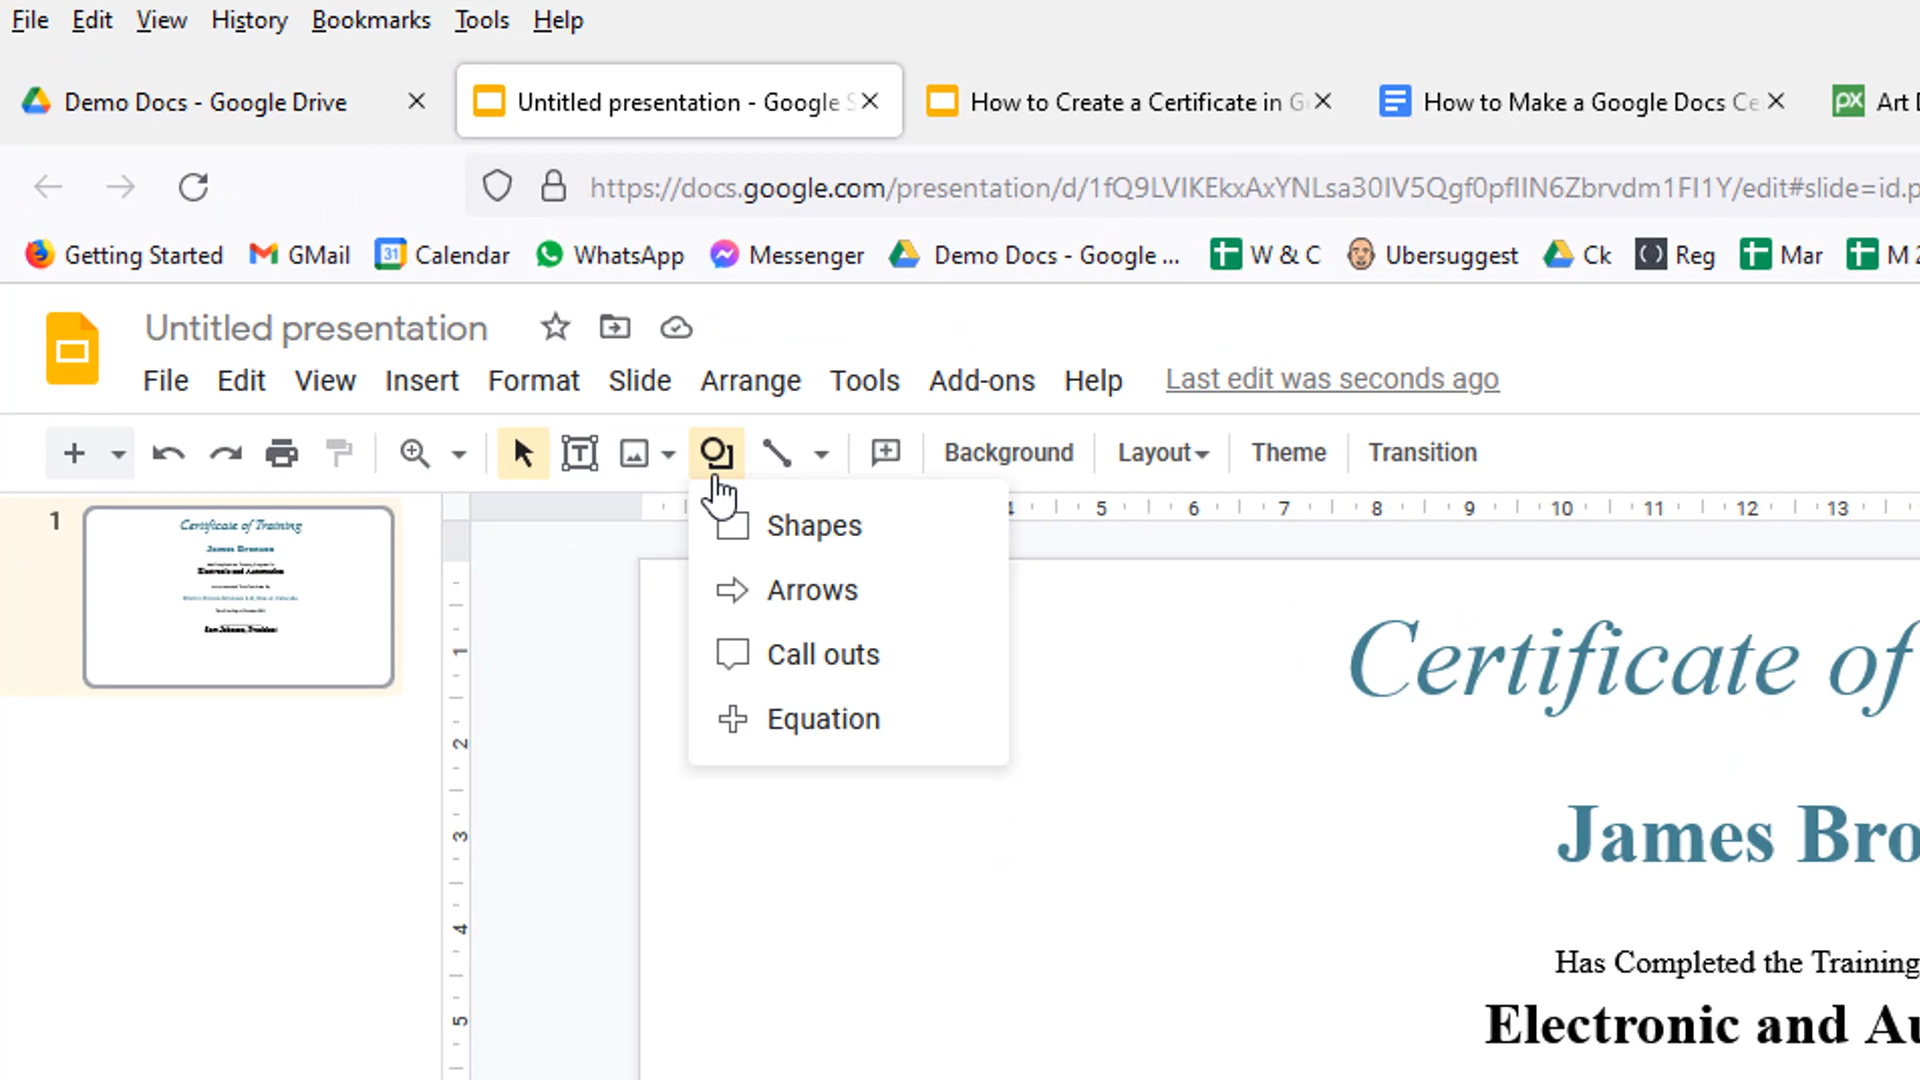 File Edit View History Bookmarks Tools Help
Demo Docs - Google Drive
Untitled presentation - Google S
How to Create a Certificate in G
How to Make a Google Docs Ce
px Art
https://docs.google.com/presentation/d/1fQ9LVIKEkxAxYNLsa30IV5Qgf0pfIIN6Zbrvdm1FI1Y/edit#slide=id.p
Getting Started GMail 31 Calendar WhatsApp Messenger Demo Docs - Google ... W & C Ubersuggest Ck Reg Mar M 2
Untitled presentation
File Edit View Insert Format Slide Arrange Tools Add-ons Help Last edit was seconds ago
Background Layout Theme Transition
4 5 6 7 8 9 10 11 12 13
1
Certificate of Training
Shapes
Arrows
Call outs
Equation
1
2
3
4
5
Certificate of
James Bro
Has Completed the Training
Electronic and Au